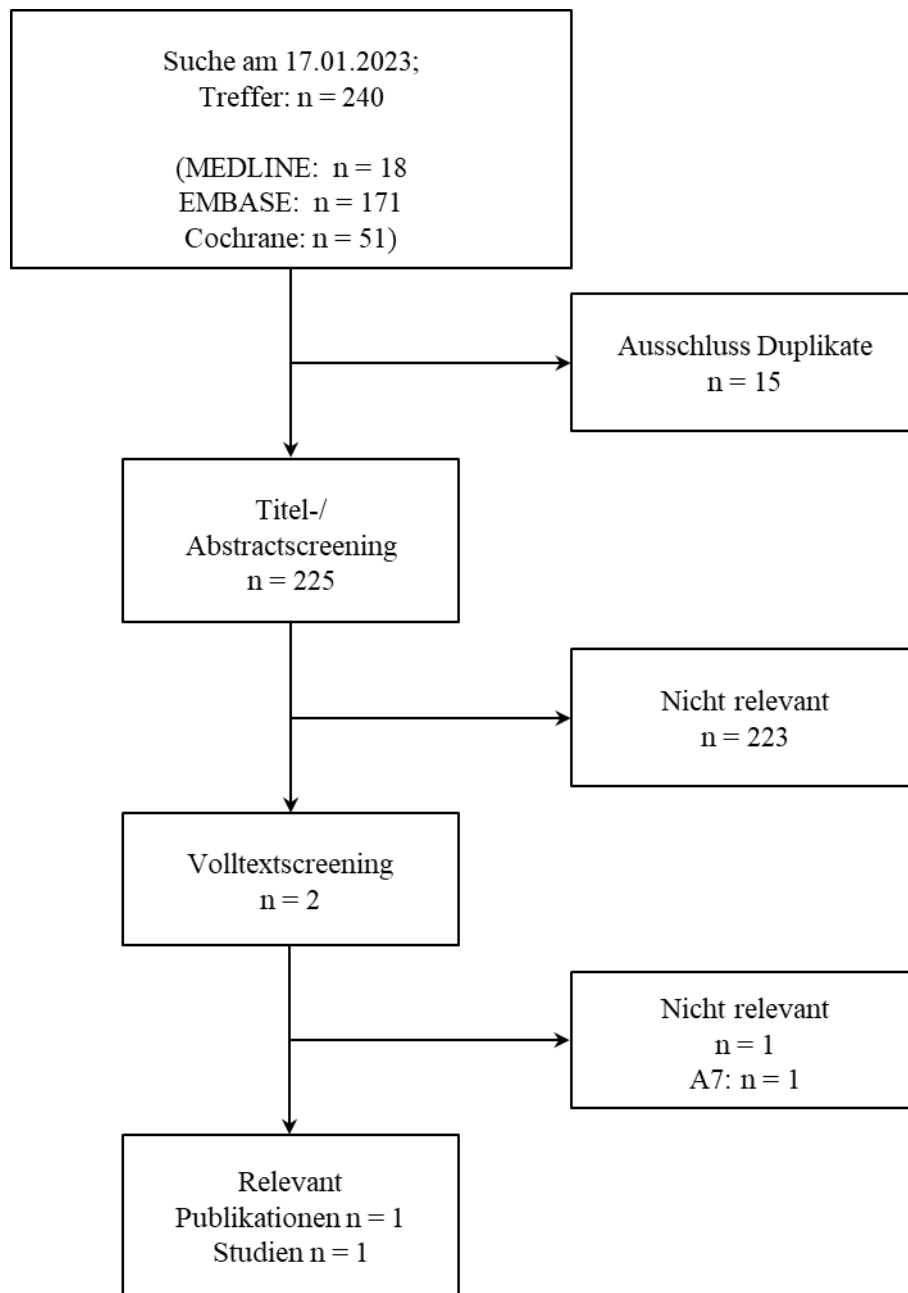 Suche am 17.01.2023;
Treffer: n = 240
(MEDLINE: n = 18
EMBASE: n = 171
Cochrane: n = 51)
Ausschluss Duplikate
n = 15
Titel-/
Abstractscreening
n = 225
Nicht relevant
n = 223
Volltextscreening
n = 2
Nicht relevant
n = 1
A7: n = 1
Relevant
Publikationen n = 1
Studien n = 1